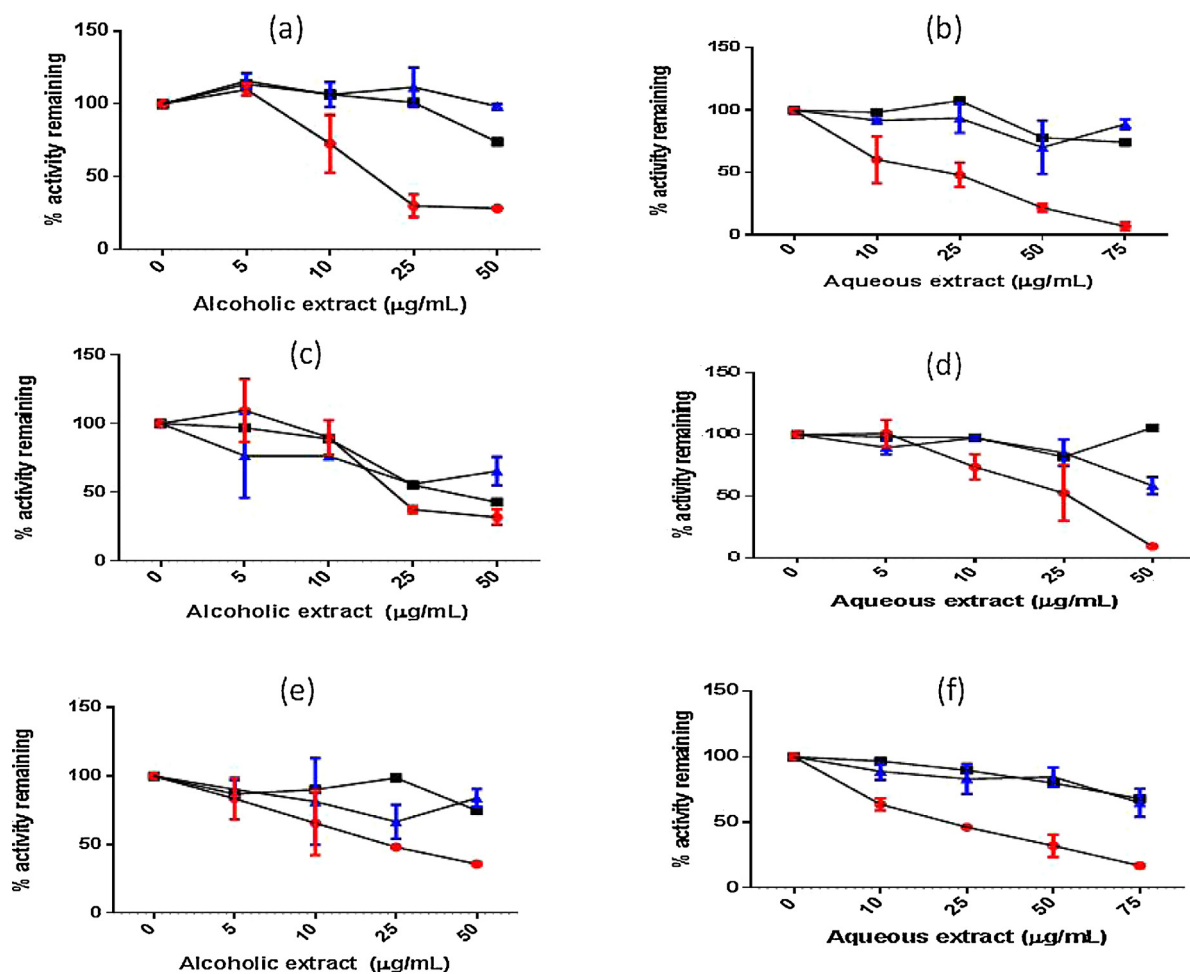 (a)
% activity remaining
150
100
50
0
0 5 10 25 50
Alcoholic extract (µg/mL)
(b)
% activity remaining
150
100
50
0
0 10 25 50 75
Aqueous extract (µg/mL)
(c)
% activity remaining
150
100
50
0
0 5 10 25 50
Alcoholic extract (µg/mL)
(d)
% activity remaining
150
100
50
0
0 5 10 25 50
Aqueous extract (µg/mL)
(e)
% activity remaining
150
100
50
0
0 5 10 25 50
Alcoholic extract (µg/mL)
(f)
% activity remaining
150
100
50
0
0 10 25 50 75
Aqueous extract (µg/mL)